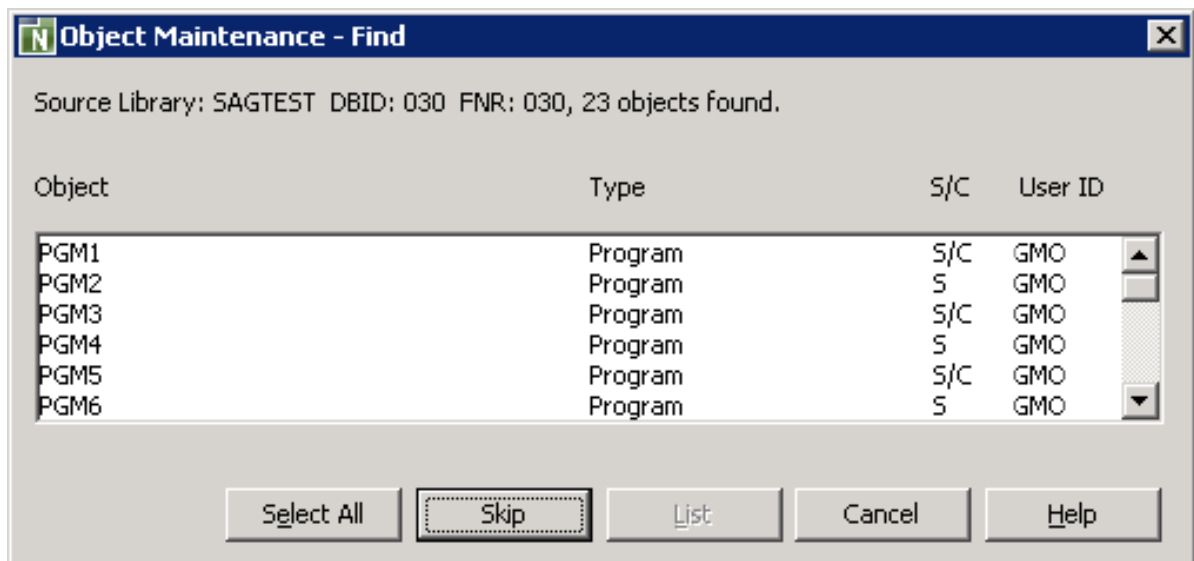 N Object Maintenance - Find
Source Library: SAGTEST DBID: 030 FNR: 030, 23 objects found.
Object Type S/C User ID
PGM1 Program S/C GMO
PGM2 Program S GMO
PGM3 Program S/C GMO
PGM4 Program S GMO
PGM5 Program S/C GMO
PGM6 Program S GMO
Select All Skip List Cancel Help